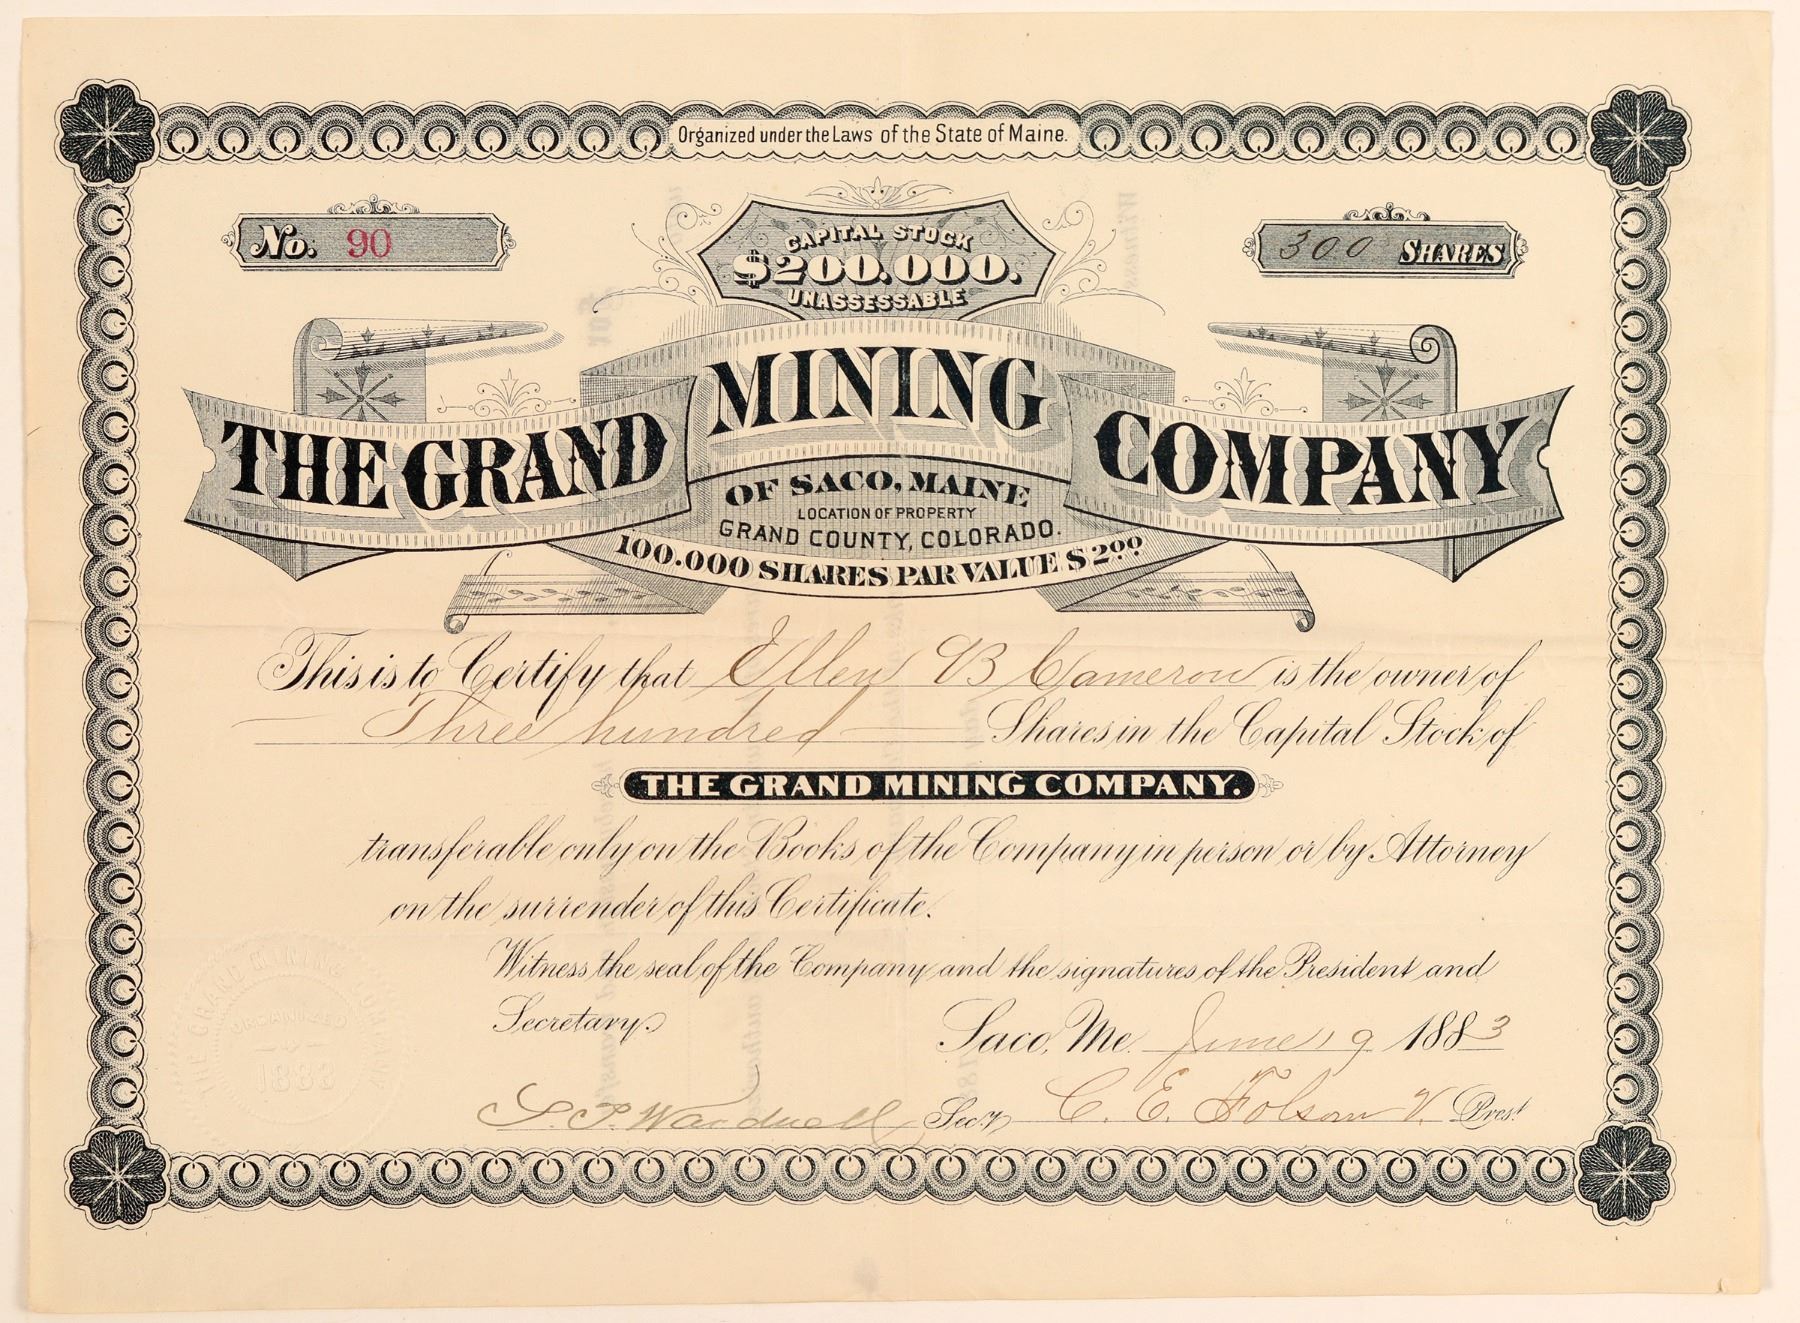 Organized under the Laws of the State of Maine.
No. 90
CAPITAL STOCK
$200.000.
UNASSESSABLE
300 SHARES
THE GRAND MINING COMPANY
OF SACO, MAINE
LOCATION OF PROPERTY
GRAND COUNTY, COLORADO.
100.000 SHARES PAR VALUE $2.00
This is to Certify that Ellen B Cameron is the owner of
Three hundred Shares in the Capital Stock of
THE GRAND MINING COMPANY.
transferable only on the Books of the Company in person or by Attorney
on the surrender of this Certificate.
Witness the seal of the Company and the signatures of the President and
Secretary.
Saco, Me. June 19 1883
THE GRAND MINING COMPANY
ORGANIZED
1883
S. P. Wardwell Sec'y C. E. Folsom V. Pres't